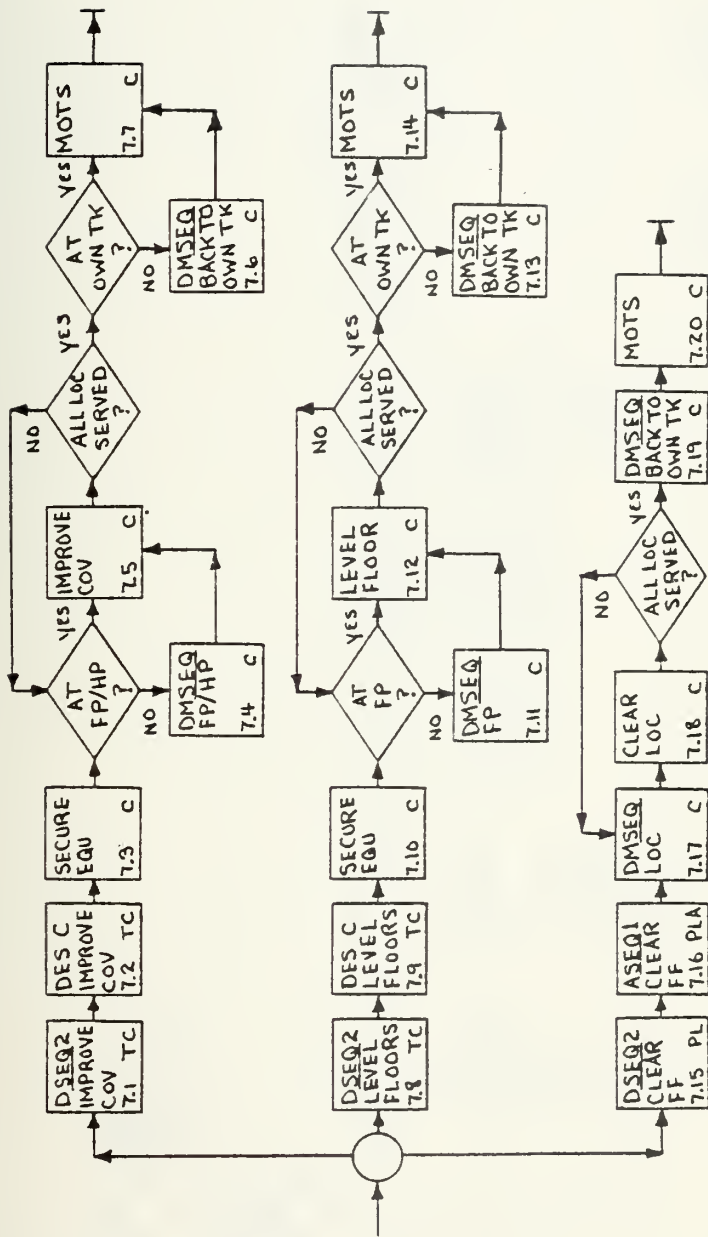 DSEQ2
IMPROVE
COV
7.1 TC
DES C
IMPROVE
COV
7.2 TC
SECURE
EQU
7.3 C
AT
FP/HP
?
YES
NO
DMSEQ
FP/HP
7.4 C
IMPROVE
COV
7.5 C
ALL LOC
SERVED
?
NO
YES
AT
OWN TK
?
YES
NO
DMSEQ
BACK TO
OWN TK
7.6 C
MOTS
7.7 C
DSEQ2
LEVEL
FLOORS
7.8 TC
DES C
LEVEL
FLOORS
7.9 TC
SECURE
EQU
7.10 C
AT
FP
?
YES
NO
DMSEQ
FP
7.11 C
LEVEL
FLOOR
7.12 C
ALL LOC
SERVED
?
NO
YES
AT
OWN TK
?
YES
NO
DMSEQ
BACK TO
OWN TK
7.13 C
MOTS
7.14 C
DSEQ2
CLEAR
FF
7.15 PL
ASEQ1
CLEAR
FF
7.16 PLA
DMSEQ
LOC
7.17 C
CLEAR
LOC
7.18 C
ALL LOC
SERVED
?
NO
YES
DMSEQ
BACK TO
OWN TK
7.19 C
MOTS
7.20 C